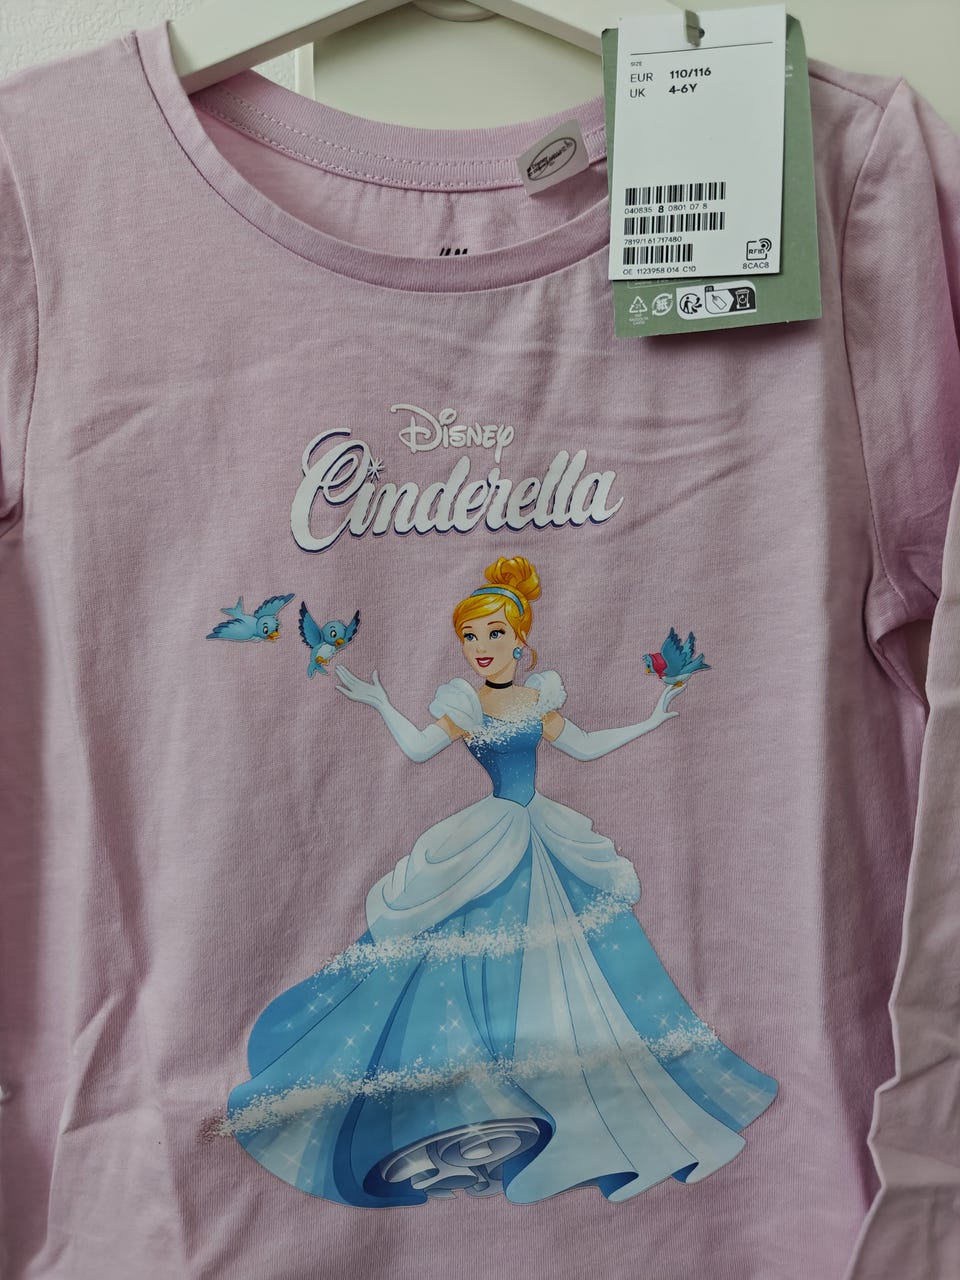 SIZE
EUR 110/116
UK 4-6Y
040835 8 0801 07 8
7819/1 61 717480
RFID
OE 1123958 014 C10
8CAC8
FR
Disney
Cinderella